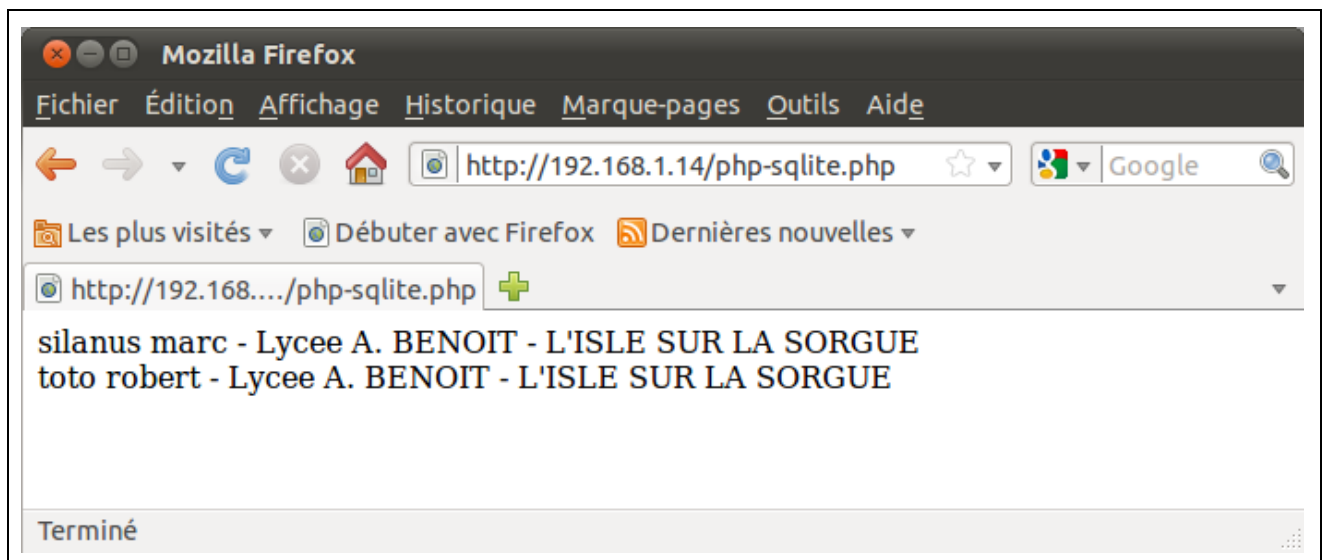 Mozilla Firefox
Fichier Édition Affichage Historique Marque-pages Outils Aide
http://192.168.1.14/php-sqlite.php Google
Les plus visités Débuter avec Firefox Dernières nouvelles
http://192.168..../php-sqlite.php
silanus marc - Lycee A. BENOIT - L'ISLE SUR LA SORGUE
toto robert - Lycee A. BENOIT - L'ISLE SUR LA SORGUE
Terminé